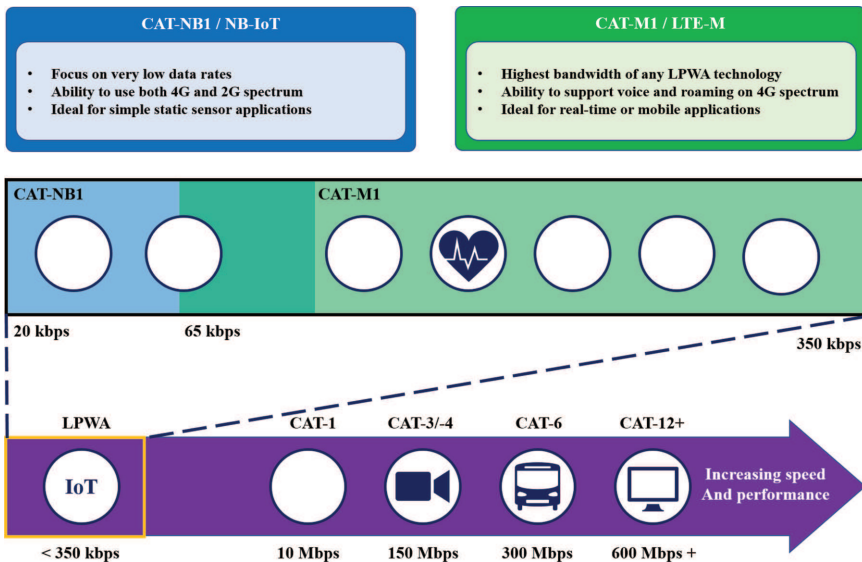 CAT-NB1 / NB-IoT
• Focus on very low data rates
• Ability to use both 4G and 2G spectrum
• Ideal for simple static sensor applications
CAT-M1 / LTE-M
• Highest bandwidth of any LPWA technology
• Ability to support voice and roaming on 4G spectrum
• Ideal for real-time or mobile applications
CAT-NB1
CAT-M1
20 kbps
65 kbps
350 kbps
LPWA
CAT-1
CAT-3/-4
CAT-6
CAT-12+
IoT
Increasing speed
And performance
< 350 kbps
10 Mbps
150 Mbps
300 Mbps
600 Mbps +